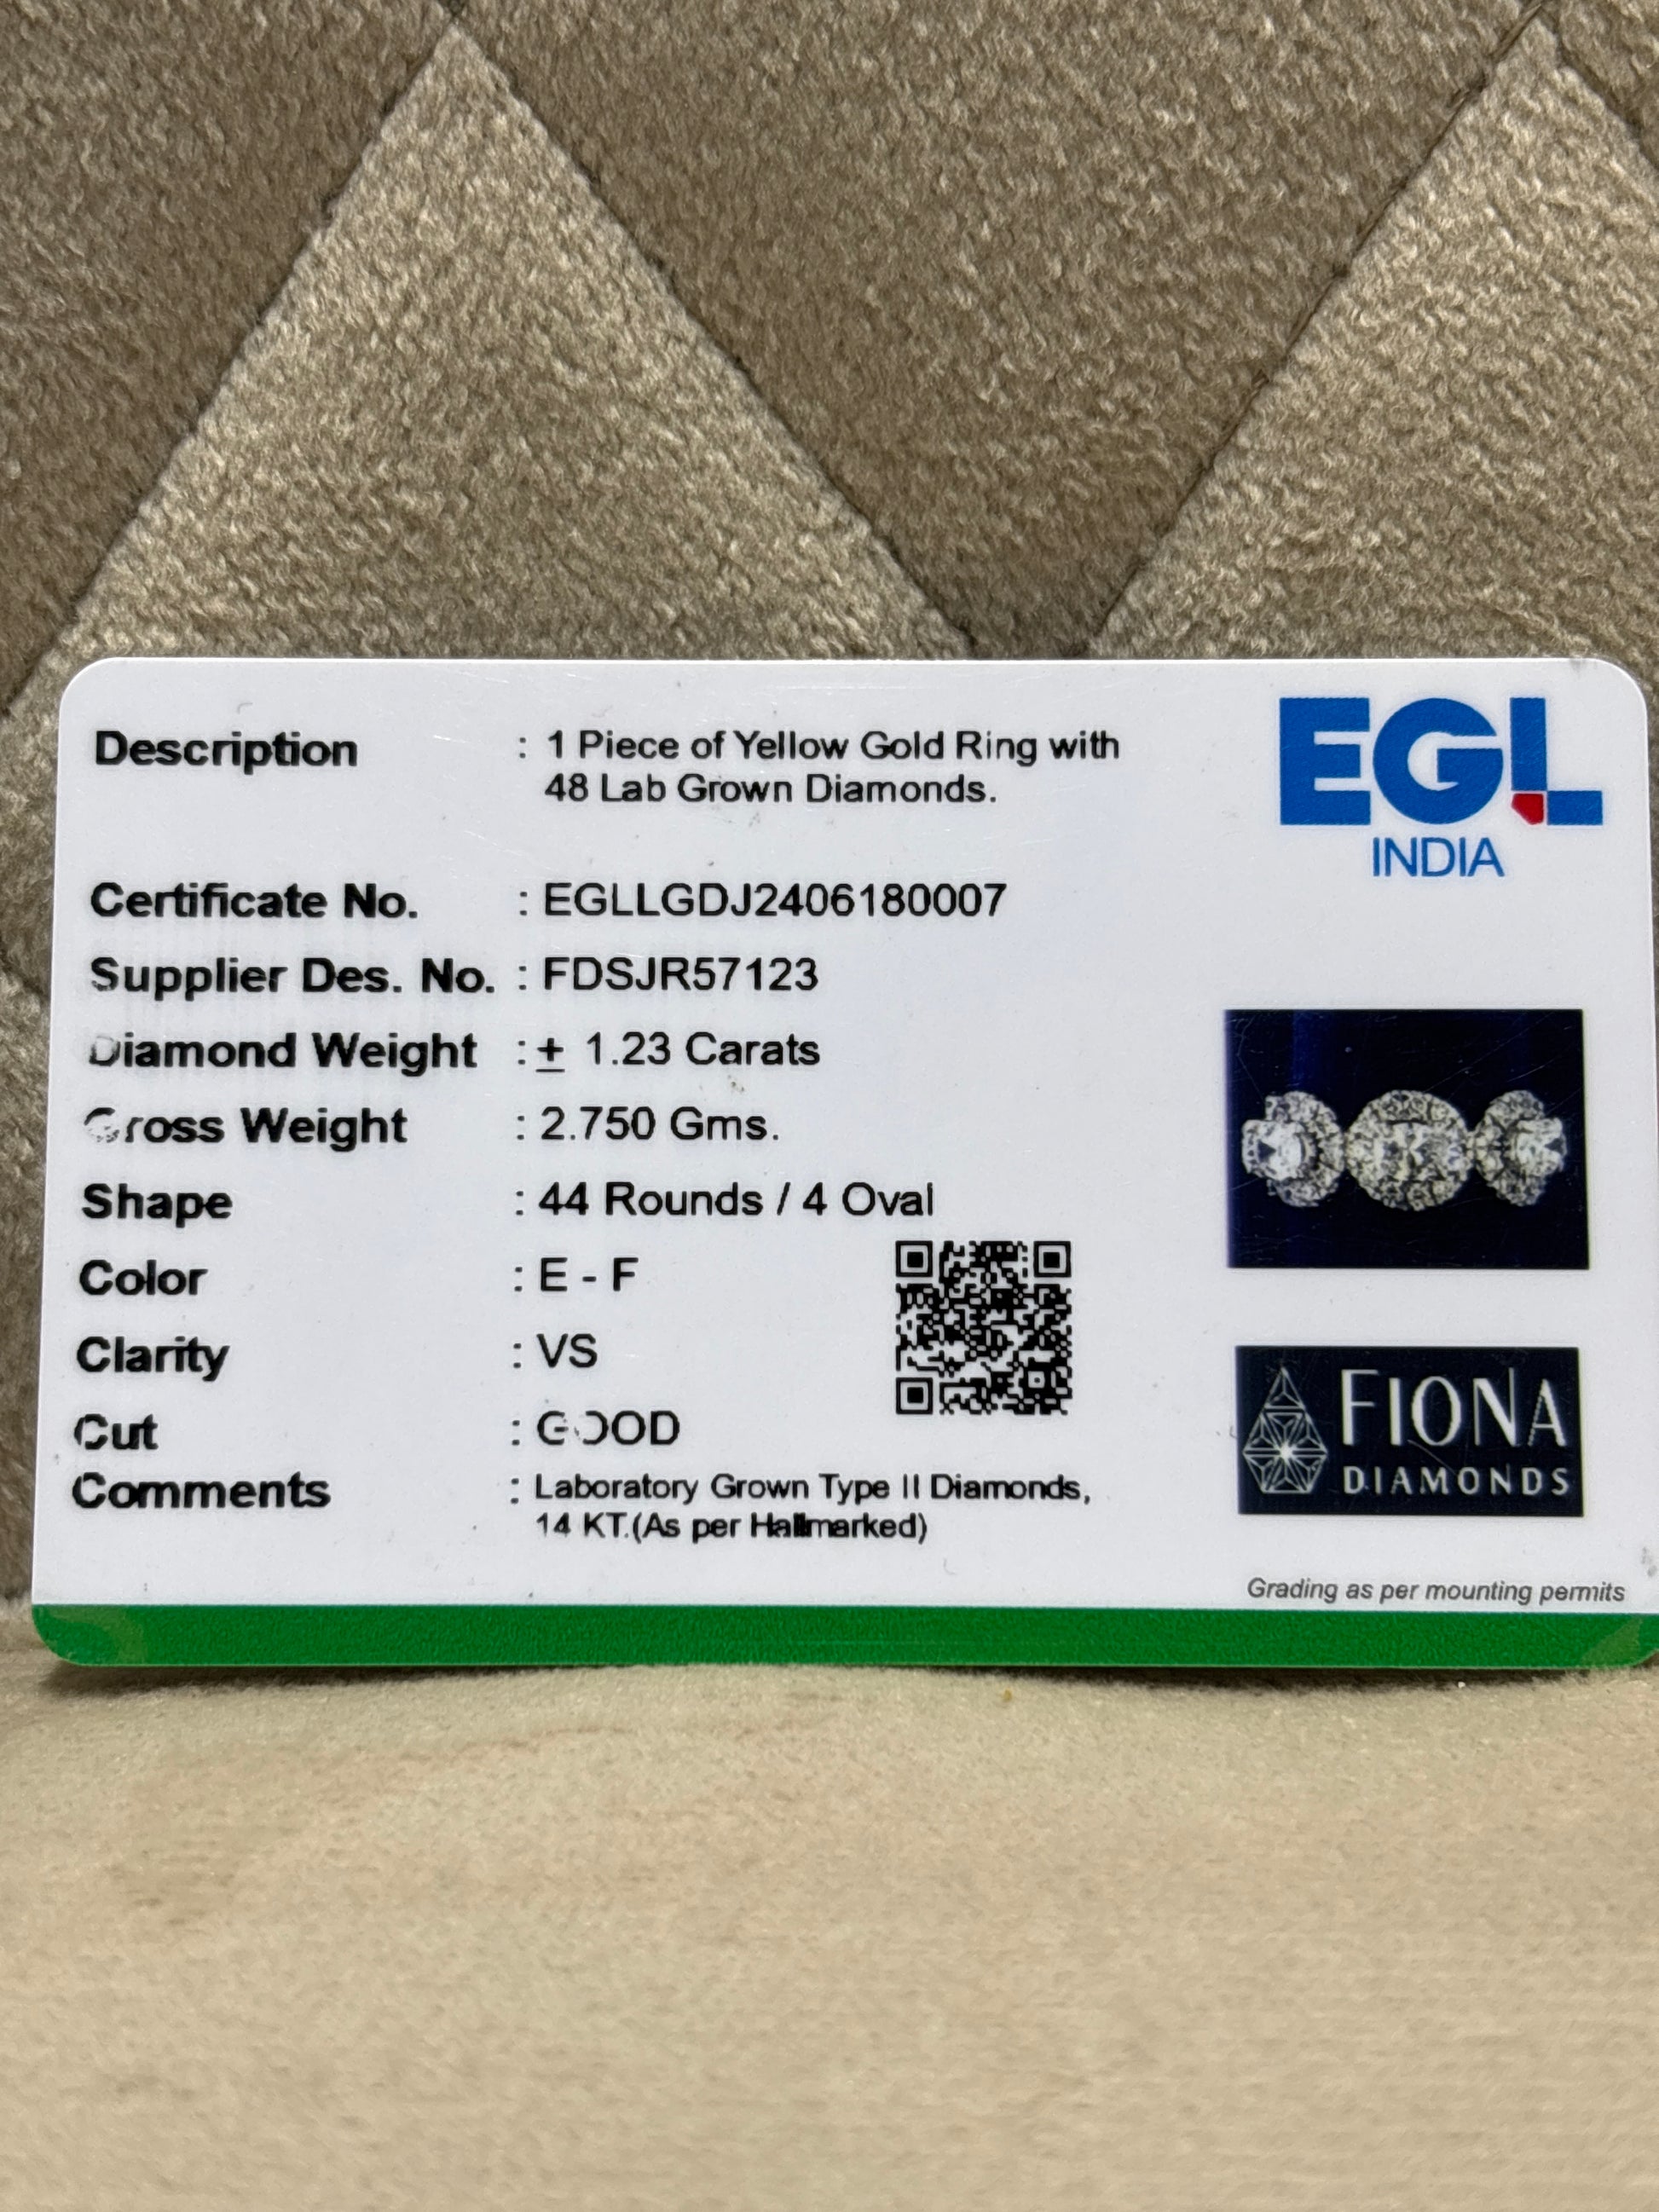 EGL
INDIA
Description : 1 Piece of Yellow Gold Ring with
48 Lab Grown Diamonds.
Certificate No. : EGLLGDJ2406180007
Supplier Des. No. : FDSJR57123
Diamond Weight : ± 1.23 Carats
Gross Weight : 2.750 Gms.
Shape : 44 Rounds / 4 Oval
Color : E - F
Clarity : VS
Cut : GOOD
Comments : Laboratory Grown Type II Diamonds,
14 KT.(As per Hallmarked)
FIONA
DIAMONDS
Grading as per mounting permits